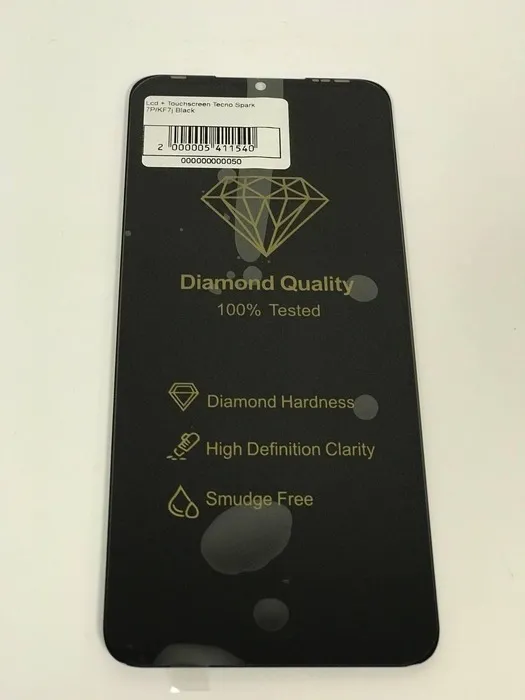 Lcd + Touchscreen Tecno Spark
7P/KF7j Black
2 000005 411540
000000000050
Diamond Quality
100% Tested
Diamond Hardness
High Definition Clarity
Smudge Free